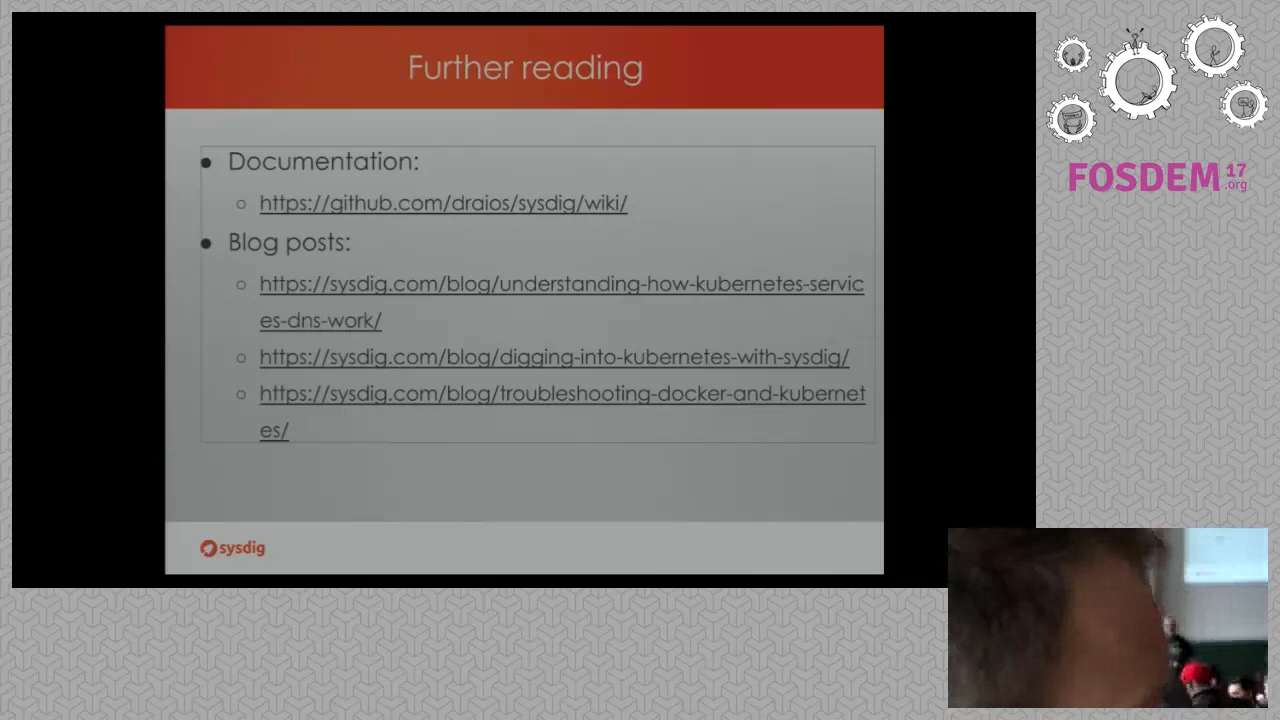 Further reading
● Documentation:
○ https://github.com/draios/sysdig/wiki/
● Blog posts:
○ https://sysdig.com/blog/understanding-how-kubernetes-servic
es-dns-work/
○ https://sysdig.com/blog/digging-into-kubernetes-with-sysdig/
○ https://sysdig.com/blog/troubleshooting-docker-and-kubernet
es/
sysdig
FOSDEM 17
.org